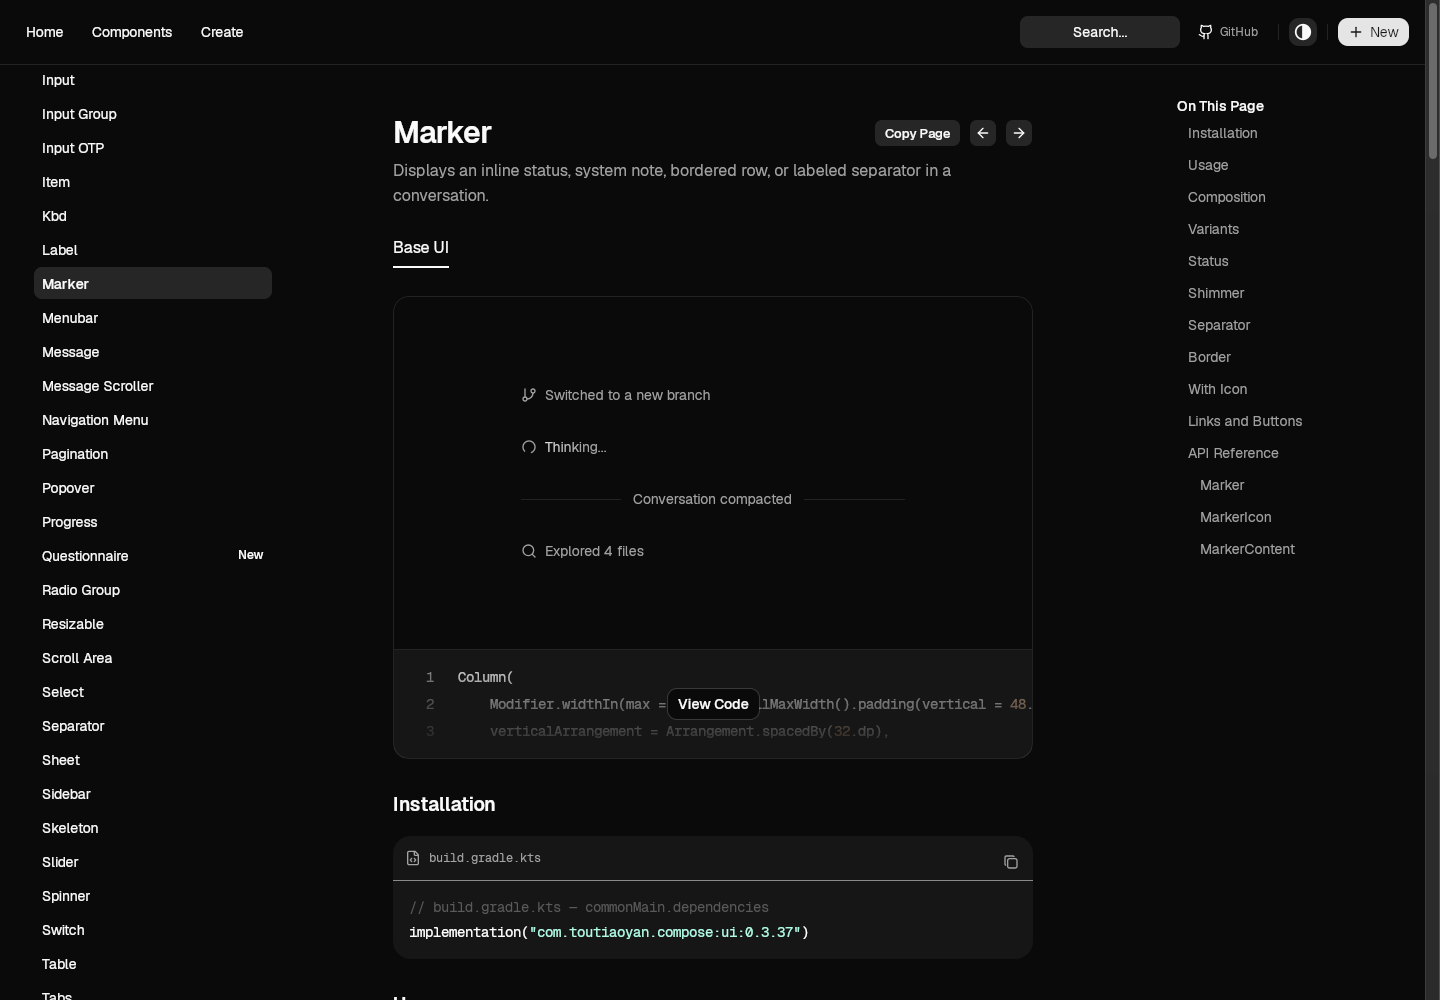 Home
Components
Create
Search...
GitHub
New
Input
Input Group
Input OTP
Item
Kbd
Label
Marker
Menubar
Message
Message Scroller
Navigation Menu
Pagination
Popover
Progress
Questionnaire New
Radio Group
Resizable
Scroll Area
Select
Separator
Sheet
Sidebar
Skeleton
Slider
Spinner
Switch
Table
Tabs
Marker
Copy Page
Displays an inline status, system note, bordered row, or labeled separator in a
conversation.
Base UI
Switched to a new branch
Thinking...
Conversation compacted
Explored 4 files
1 Column(
2 Modifier.widthIn(max = lMaxWidth().padding(vertical = 48.
View Code
3 verticalArrangement = Arrangement.spacedBy(32.dp),
Installation
build.gradle.kts
// build.gradle.kts — commonMain.dependencies
implementation("com.toutiaoyan.compose:ui:0.3.37")
On This Page
Installation
Usage
Composition
Variants
Status
Shimmer
Separator
Border
With Icon
Links and Buttons
API Reference
Marker
MarkerIcon
MarkerContent